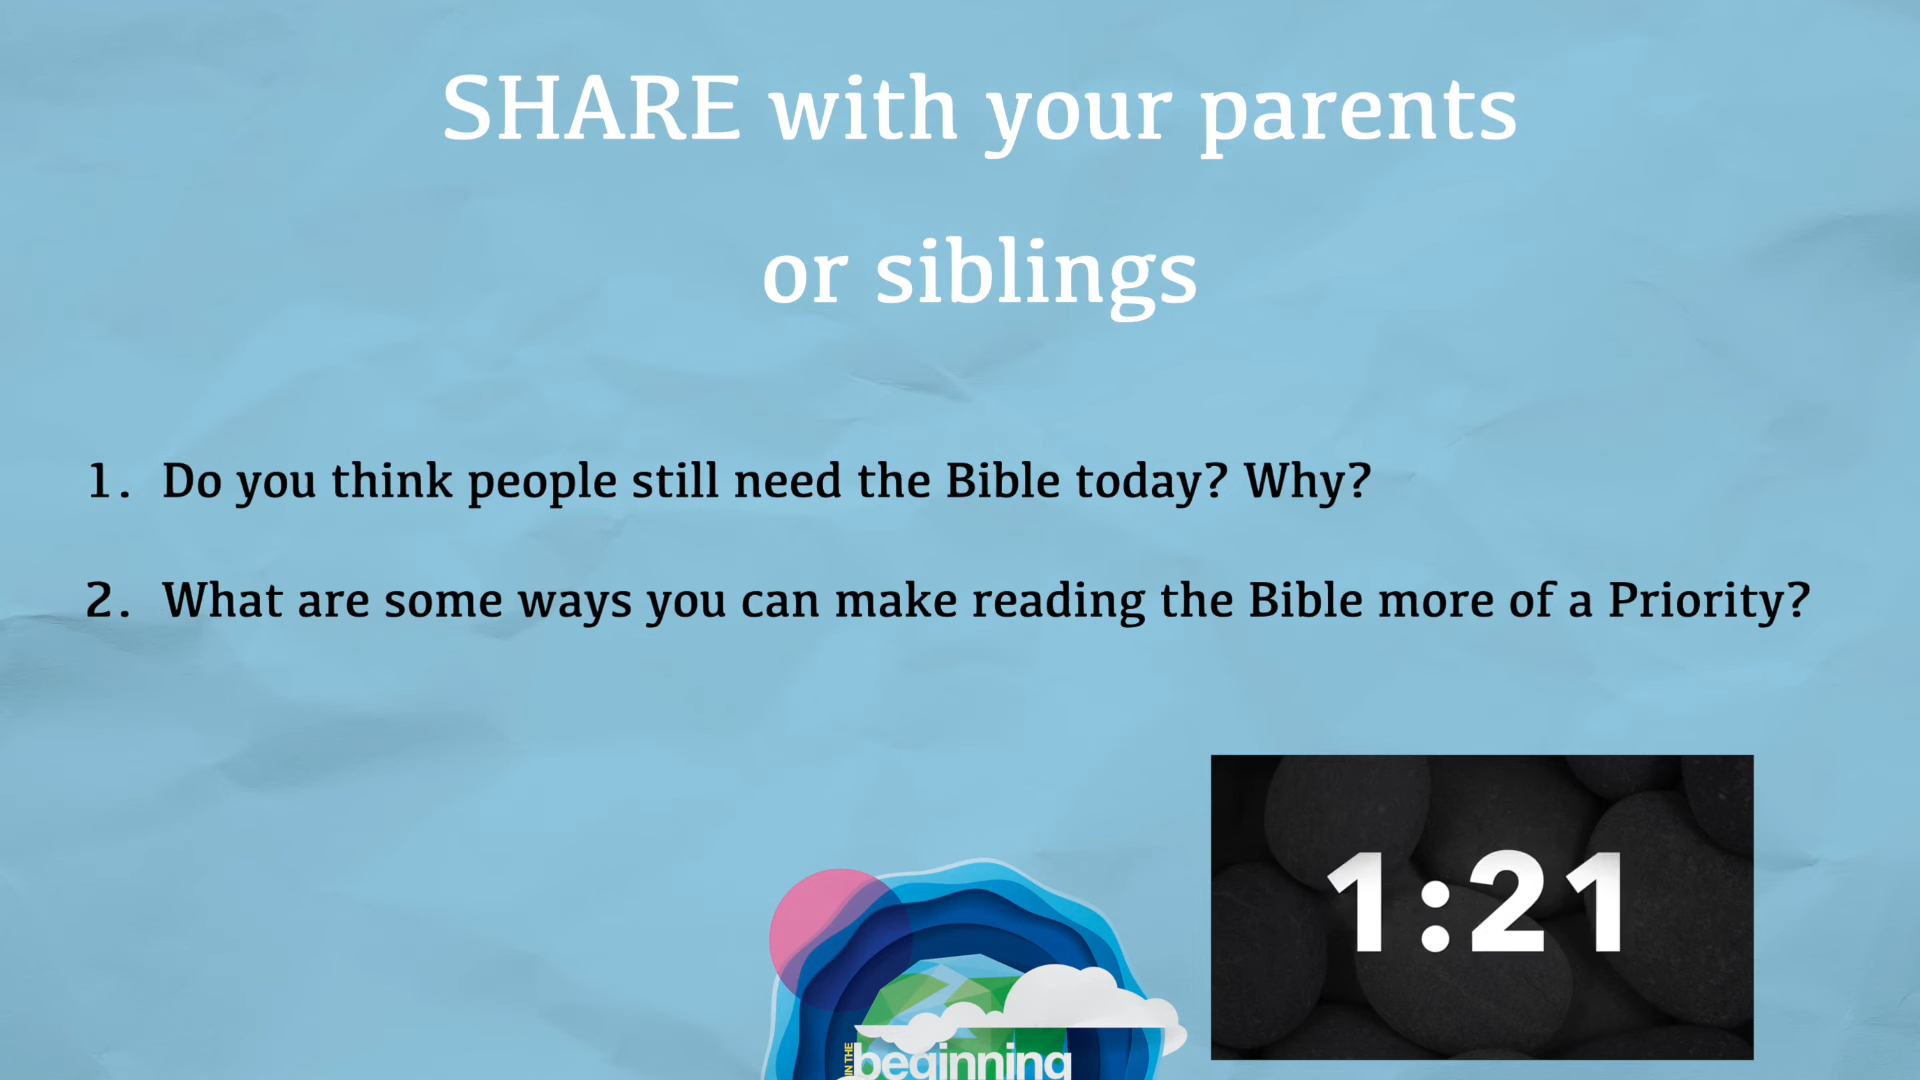 SHARE with your parents
or siblings
1. Do you think people still need the Bible today? Why?
2. What are some ways you can make reading the Bible more of a Priority?
1:21
IN THE
beginning